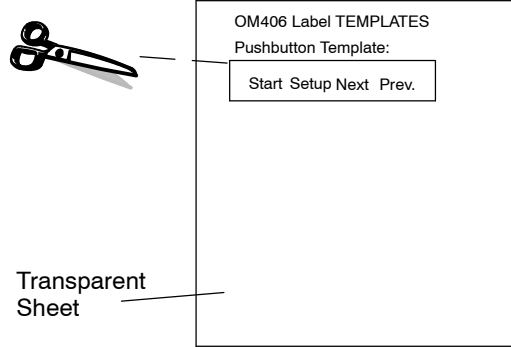 OM406 Label TEMPLATES
Pushbutton Template:
Start Setup Next Prev.
Transparent
Sheet